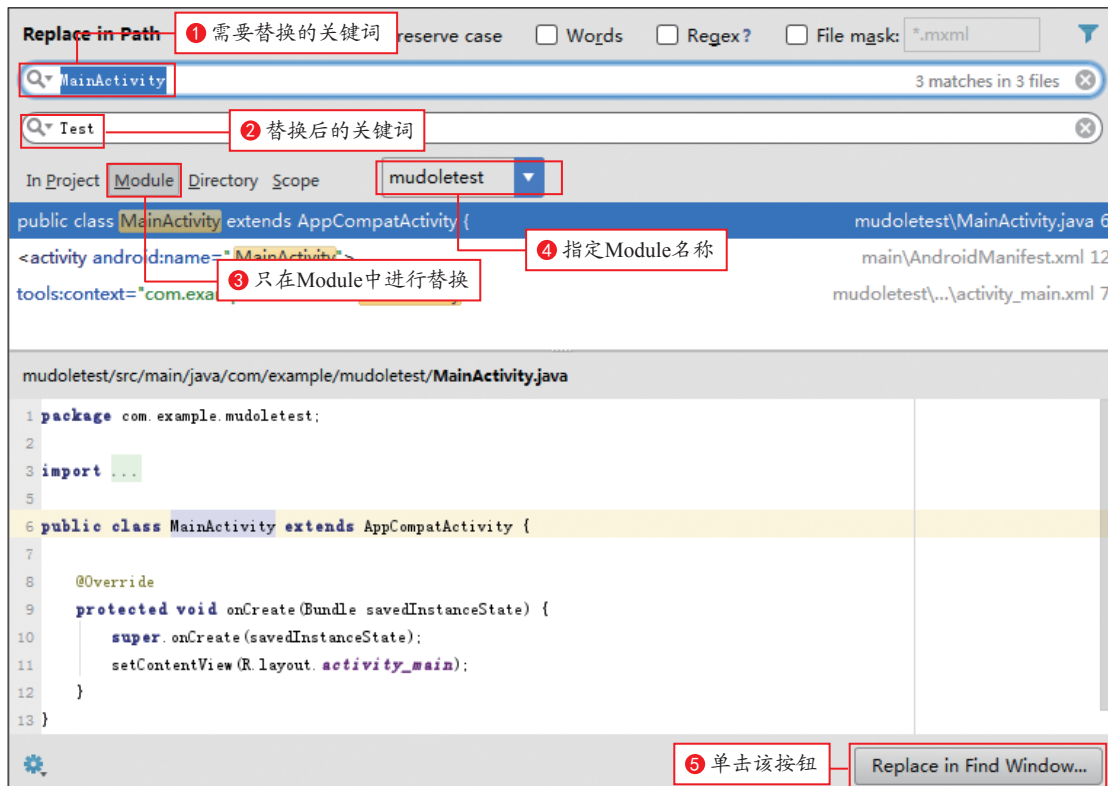 Replace in Path ❶ 需要替换的关键词 reserve case Words Regex? File mask: *.mxml
MainActivity 3 matches in 3 files
Test ❷ 替换后的关键词
In Project Module Directory Scope mudoletest
public class MainActivity extends AppCompatActivity { mudoletest\MainActivity.java 6
<activity android:name=".MainActivity"> main\AndroidManifest.xml 12
❹ 指定Module名称
❸ 只在Module中进行替换
tools:context="com.exa mudoletest\...\activity_main.xml 7
mudoletest/src/main/java/com/example/mudoletest/MainActivity.java
1 package com.example.mudoletest;
2
3 import ...
5
6 public class MainActivity extends AppCompatActivity {
7
8 @Override
9 protected void onCreate(Bundle savedInstanceState) {
10 super.onCreate(savedInstanceState);
11 setContentView(R.layout.activity_main);
12 }
13 }
❺ 单击该按钮 Replace in Find Window...